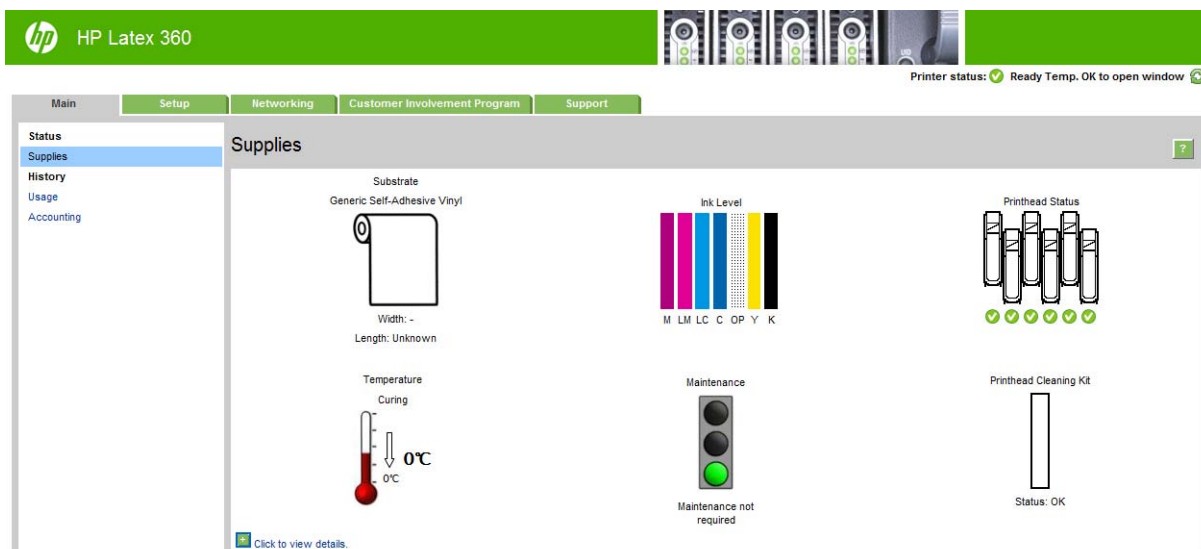 hp HP Latex 360
Printer status: Ready Temp. OK to open window
Main Setup Networking Customer Involvement Program Support
Status
Supplies
History
Usage
Accounting
Supplies
?
Substrate
Generic Self-Adhesive Vinyl
Width: -
Length: Unknown
Ink Level
M LM LC C OP Y K
Printhead Status
Temperature
Curing
0℃
0℃
Maintenance
Maintenance not
required
Printhead Cleaning Kit
Status: OK
Click to view details.